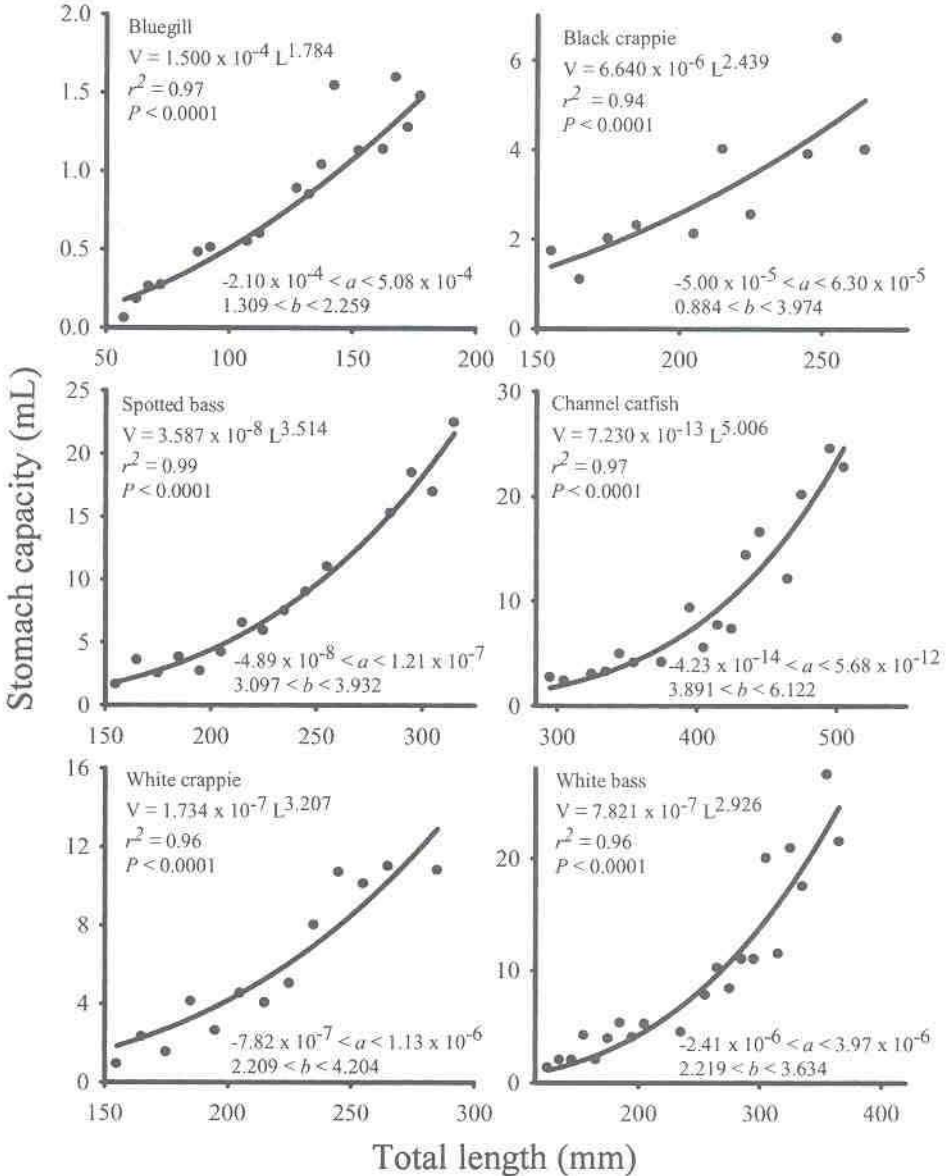 Bluegill
V = 1.500 x 10^-4 L^1.784
r^2 = 0.97
P < 0.0001
-2.10 x 10^-4 < a < 5.08 x 10^-4
1.309 < b < 2.259
2.0
1.5
1.0
0.5
0.0
50 100 150 200
Black crappie
V = 6.640 x 10^-6 L^2.439
r^2 = 0.94
P < 0.0001
-5.00 x 10^-5 < a < 6.30 x 10^-5
0.884 < b < 3.974
6
4
2
0
150 200 250
Spotted bass
V = 3.587 x 10^-8 L^3.514
r^2 = 0.99
P < 0.0001
-4.89 x 10^-8 < a < 1.21 x 10^-7
3.097 < b < 3.932
25
20
15
10
5
0
150 200 250 300
Channel catfish
V = 7.230 x 10^-13 L^5.006
r^2 = 0.97
P < 0.0001
-4.23 x 10^-14 < a < 5.68 x 10^-12
3.891 < b < 6.122
30
20
10
0
300 400 500
White crappie
V = 1.734 x 10^-7 L^3.207
r^2 = 0.96
P < 0.0001
-7.82 x 10^-7 < a < 1.13 x 10^-6
2.209 < b < 4.204
16
12
8
4
0
150 200 250 300
White bass
V = 7.821 x 10^-7 L^2.926
r^2 = 0.96
P < 0.0001
-2.41 x 10^-6 < a < 3.97 x 10^-6
2.219 < b < 3.634
20
10
0
200 300 400
Stomach capacity (mL)
Total length (mm)